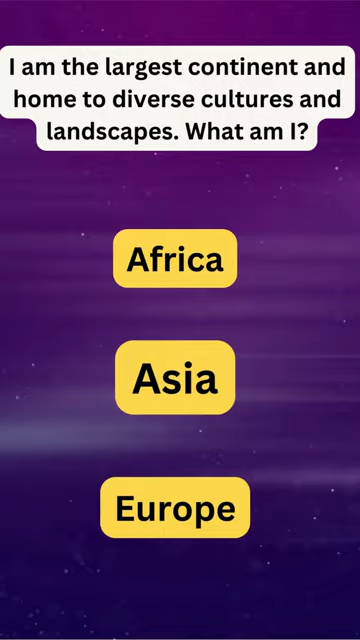 I am the largest continent and
home to diverse cultures and
landscapes. What am I?
Africa
Asia
Europe